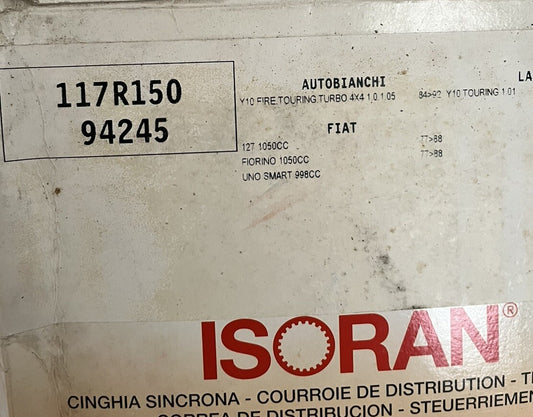 117R150
94245
AUTOBIANCHI
LA
Y10 FIRE TOURING TURBO 4X4 1.0 1.05 84>92 Y10 TOURING 1.01
FIAT
127 1050CC 77>88
FIORINO 1050CC 77>88
UNO SMART 998CC
ISORAN®
CINGHIA SINCRONA - COURROIE DE DISTRIBUTION - T
CORREA DE DISTRIBUCION - STEUERRIEMEN